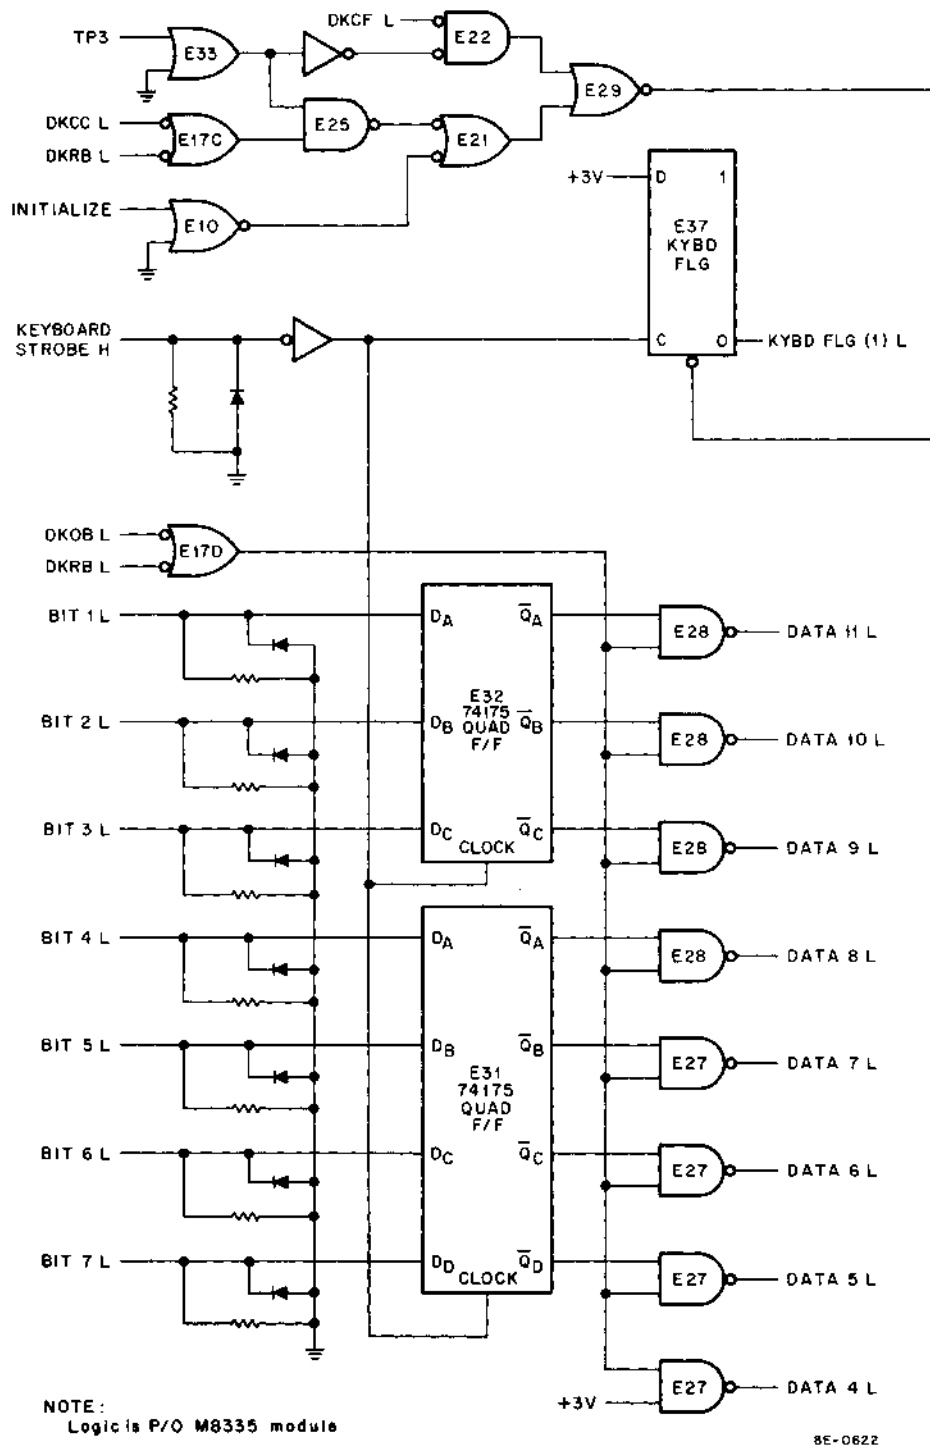 DKCF L
TP3
E33
E22
E29
DKCC L
E17C
E25
E21
DKRB L
INITIALIZE
E10
+3V
D 1
E37
KYBD
FLG
C 0
KYBD FLG (1) L
KEYBOARD
STROBE H
DKOB L
E17D
DKRB L
BIT 1 L
DA
Q̅A
E28
DATA 11 L
E32
74175
QUAD
F/F
BIT 2 L
DB
Q̅B
E28
DATA 10 L
BIT 3 L
DC
Q̅C
CLOCK
E28
DATA 9 L
BIT 4 L
DA
Q̅A
E28
DATA 8 L
BIT 5 L
DB
Q̅B
E27
DATA 7 L
E31
74175
QUAD
F/F
BIT 6 L
DC
Q̅C
E27
DATA 6 L
BIT 7 L
DD
Q̅D
CLOCK
E27
DATA 5 L
+3V
E27
DATA 4 L
NOTE:
Logic is P/O M8335 module
8E-0622